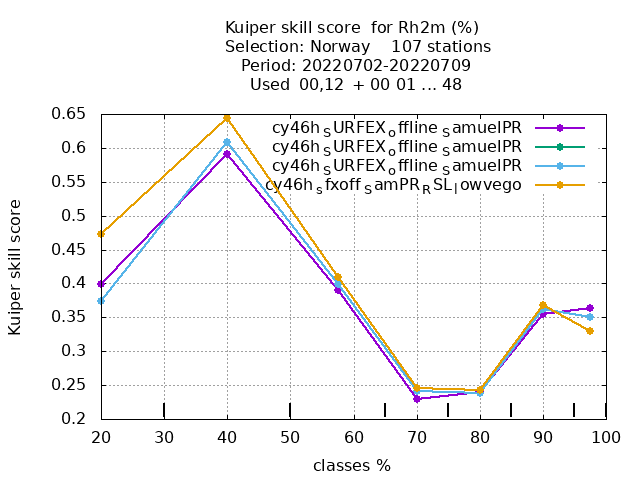 Kuiper skill score for Rh2m (%)
Selection: Norway 107 stations
Period: 20220702-20220709
Used 00,12 + 00 01 ... 48
cy46h_SURFEX_offline_SamuelPR
cy46h_SURFEX_offline_SamuelPR
cy46h_SURFEX_offline_SamuelPR
cy46h_sfxoff_SamPR_RSL_lowvego
Kuiper skill score
0.65
0.6
0.55
0.5
0.45
0.4
0.35
0.3
0.25
0.2
20 30 40 50 60 70 80 90 100
classes %